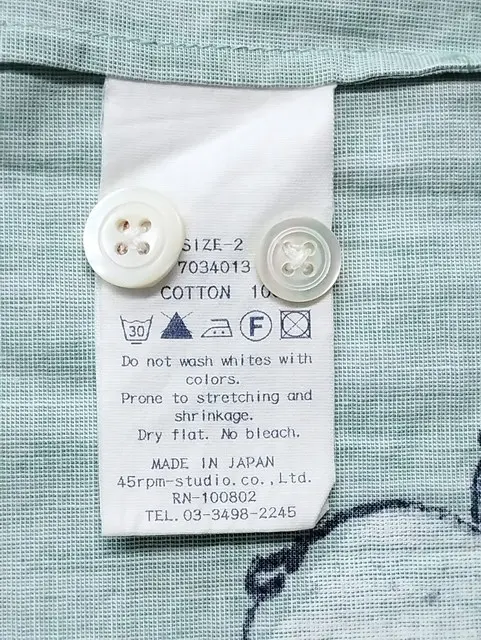 SIZE-2
7034013
COTTON 10
30
F
Do not wash whites with
colors.
Prone to stretching and
shrinkage.
Dry flat. No bleach.
MADE IN JAPAN
45rpm-studio.co.,Ltd.
RN-100802
TEL.03-3498-2245